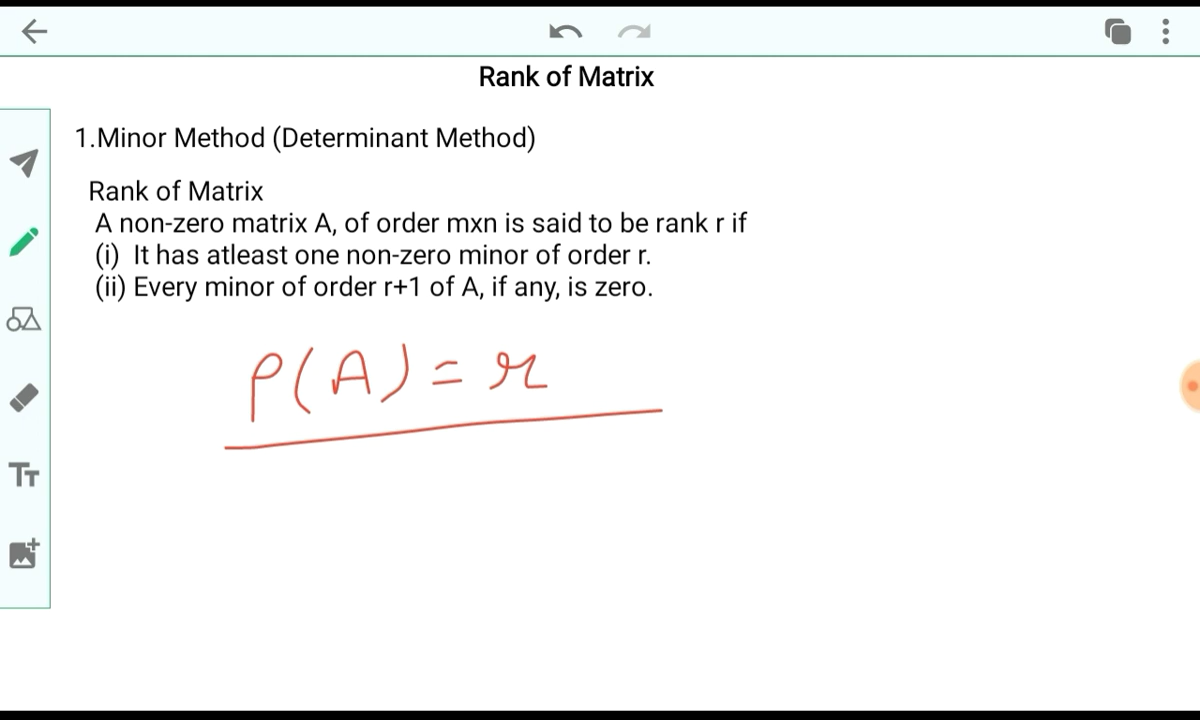 Rank of Matrix
1.Minor Method (Determinant Method)
Rank of Matrix
A non-zero matrix A, of order mxn is said to be rank r if
(i) It has atleast one non-zero minor of order r.
(ii) Every minor of order r+1 of A, if any, is zero.
ρ(A) = r
TT